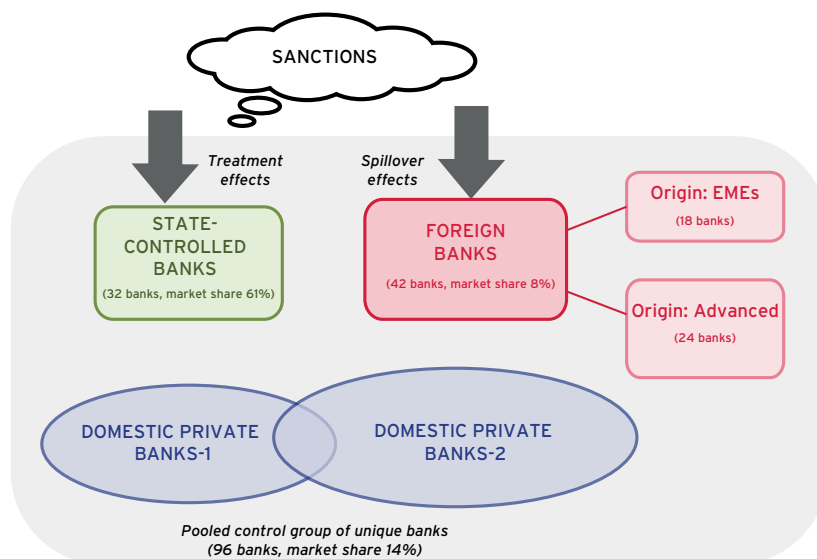 SANCTIONS
Treatment
effects
Spillover
effects
STATE-
CONTROLLED
BANKS
(32 banks, market share 61%)
FOREIGN
BANKS
(42 banks, market share 8%)
Origin: EMEs
(18 banks)
Origin: Advanced
(24 banks)
DOMESTIC PRIVATE
BANKS-1
DOMESTIC PRIVATE
BANKS-2
Pooled control group of unique banks
(96 banks, market share 14%)